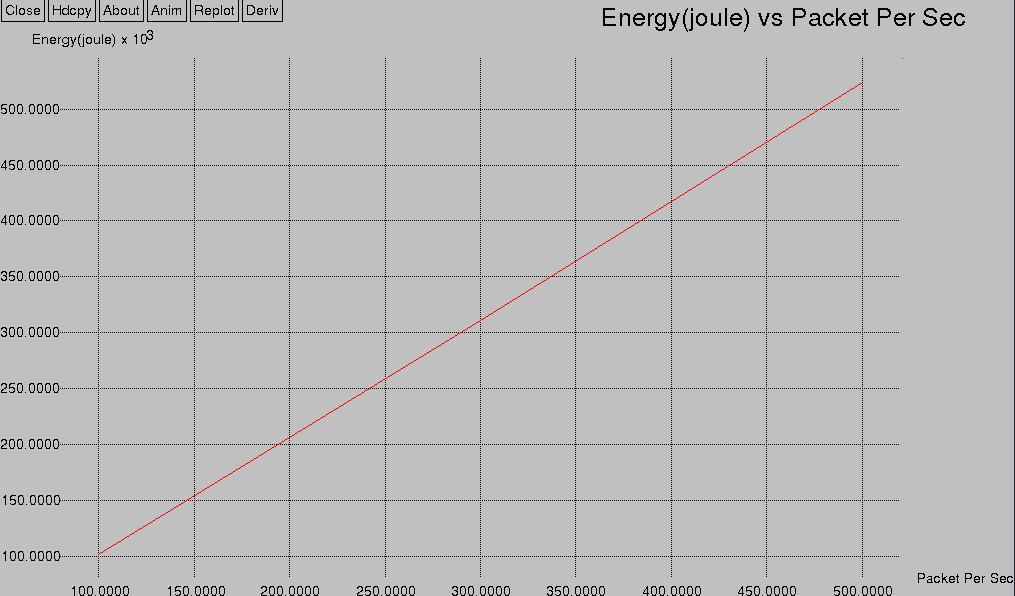 Close Hdcpy About Anim Replot Deriv
Energy(joule) vs Packet Per Sec
Energy(joule) x 10³
500.0000
450.0000
400.0000
350.0000
300.0000
250.0000
200.0000
150.0000
100.0000
Packet Per Sec
100.0000 150.0000 200.0000 250.0000 300.0000 350.0000 400.0000 450.0000 500.0000